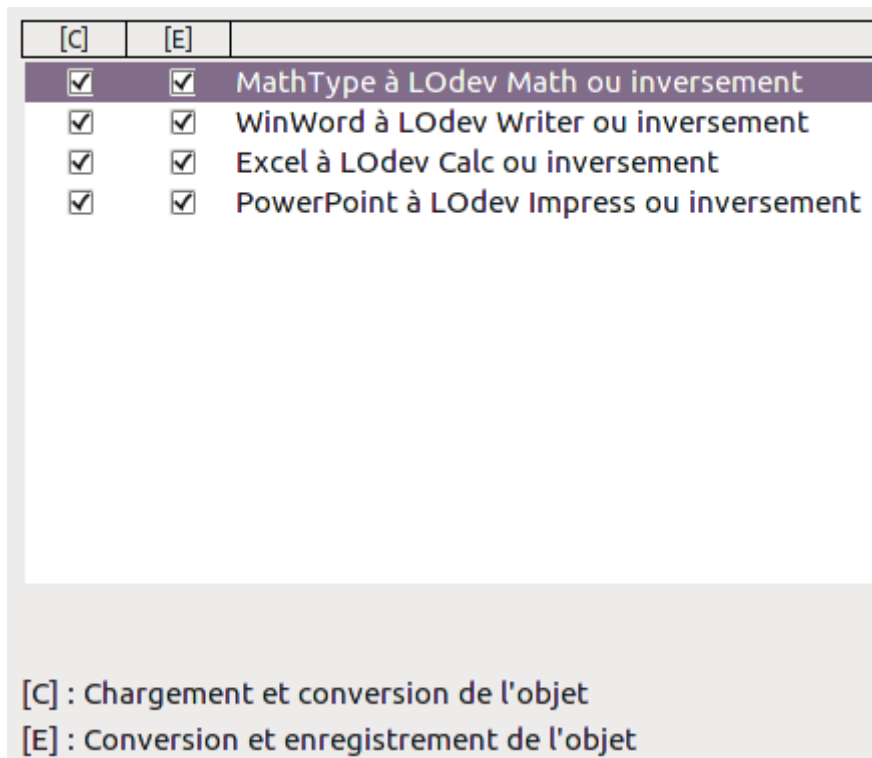 [C] [E]
MathType à LOdev Math ou inversement
WinWord à LOdev Writer ou inversement
Excel à LOdev Calc ou inversement
PowerPoint à LOdev Impress ou inversement
[C] : Chargement et conversion de l'objet
[E] : Conversion et enregistrement de l'objet